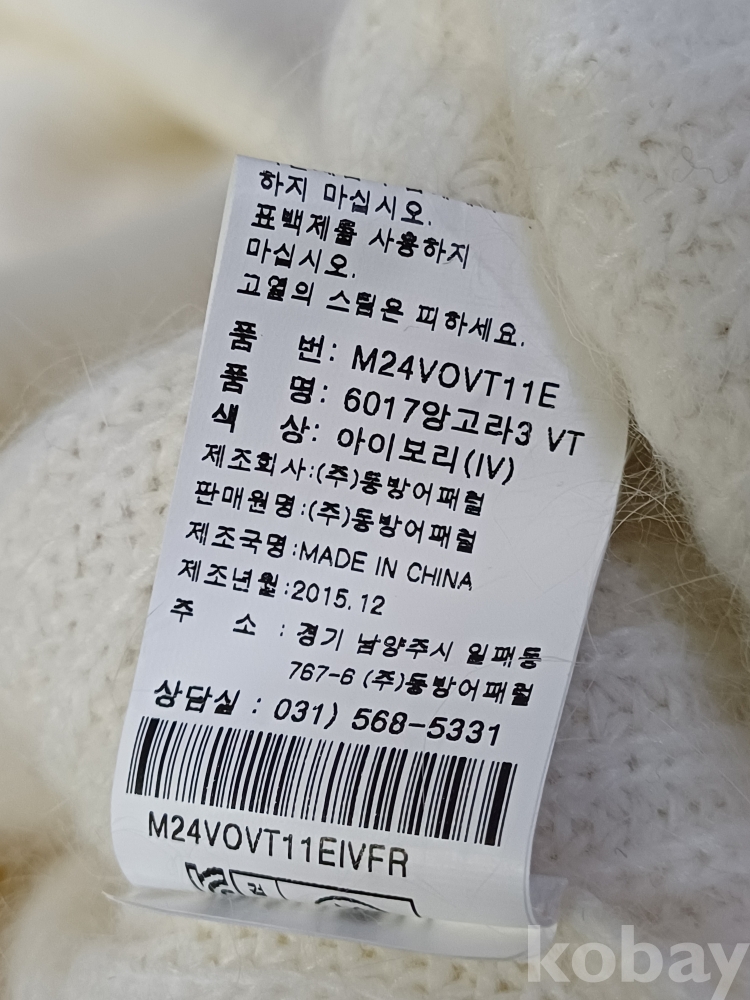 하지 마십시오.
표백제를 사용하지
마십시오.
고열의 스팀은 피하세요.
품 번: M24VOVT11E
품 명: 6017앙고라3 VT
색 상: 아이보리(IV)
제조회사:(주)동방어패럴
판매원명:(주)동방어패럴
제조국명:MADE IN CHINA
제조년월:2015.12
주 소 : 경기 남양주시 일패동
767-6 (주)동방어패럴
상담실 : 031) 568-5331
M24VOVT11EIVFR
kobay